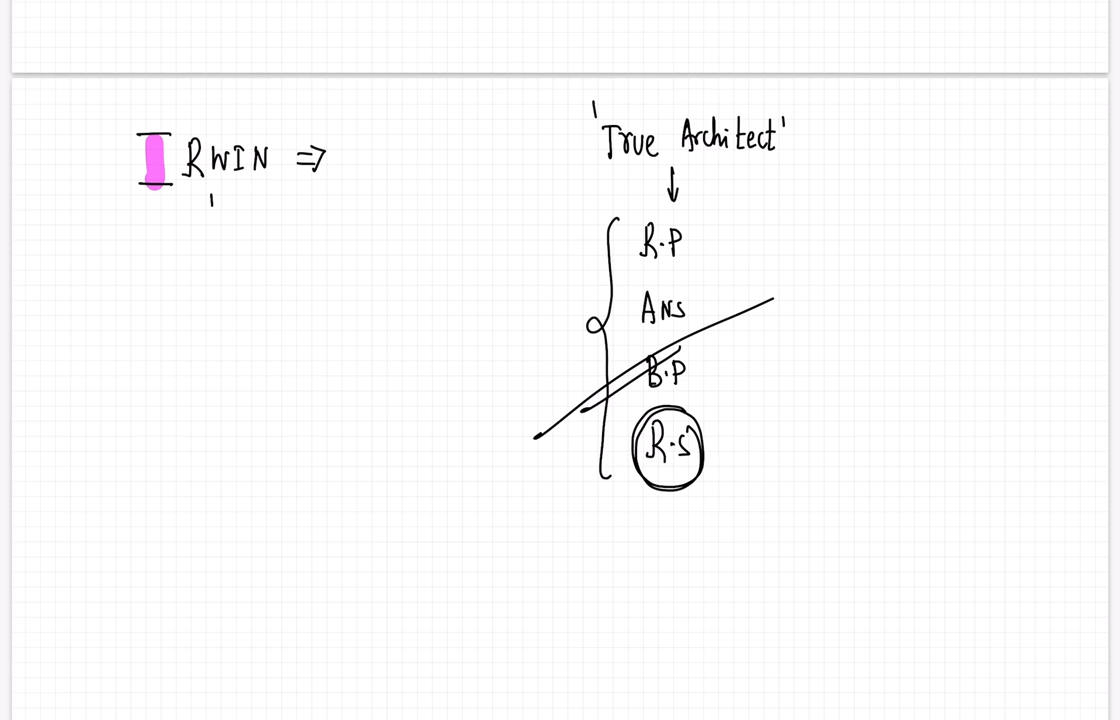 IRWIN ⇒
'True Architect'
↓
R.P
ANS
B.P
R.S